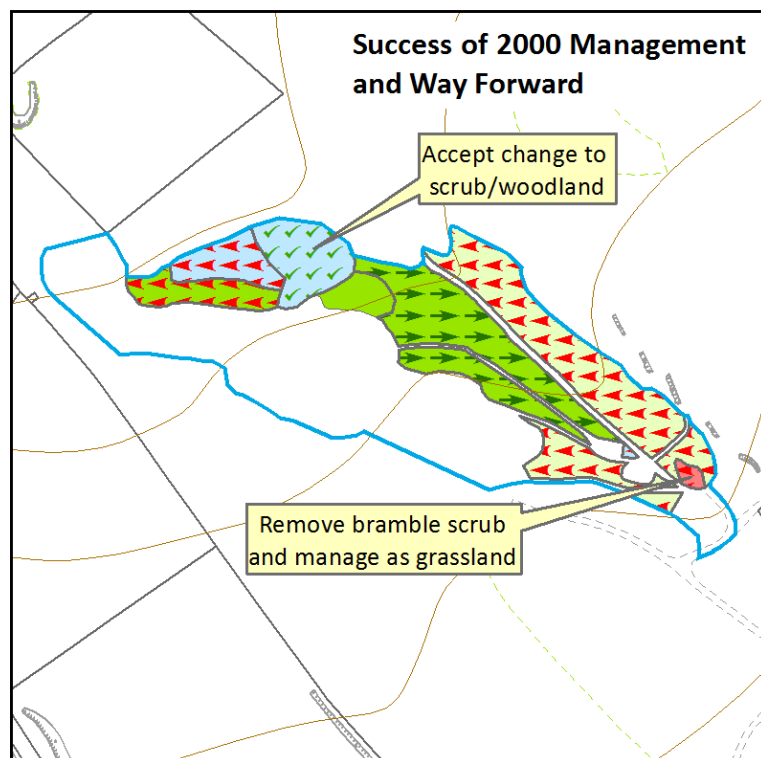 Success of 2000 Management
and Way Forward
Accept change to
scrub/woodland
Remove bramble scrub
and manage as grassland